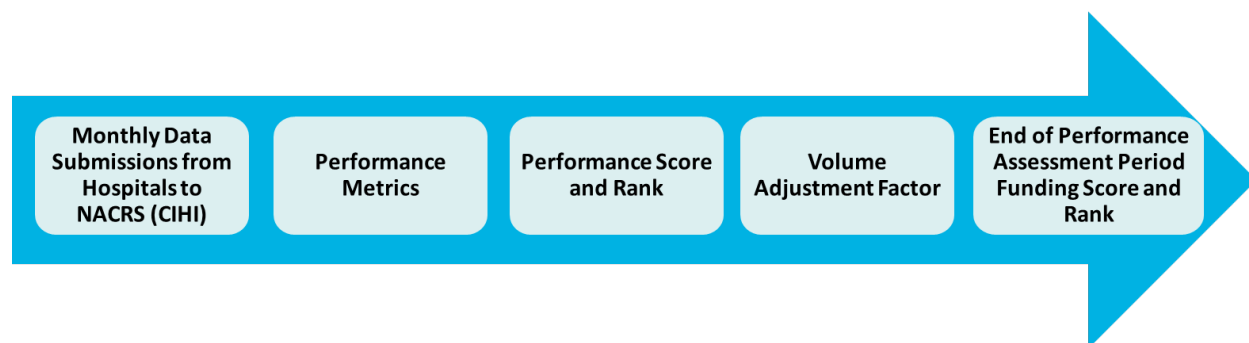 Monthly Data
Submissions from
Hospitals to
NACRS (CIHI)
Performance
Metrics
Performance Score
and Rank
Volume
Adjustment Factor
End of Performance
Assessment Period
Funding Score and
Rank